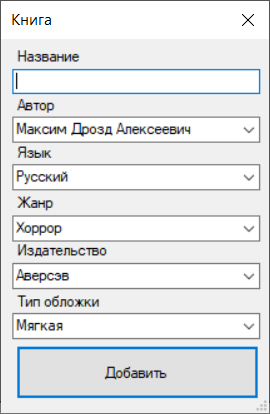 Книга
Название
Автор
Максим Дрозд Алексеевич
Язык
Русский
Жанр
Хоррор
Издательство
Аверсэв
Тип обложки
Мягкая
Добавить